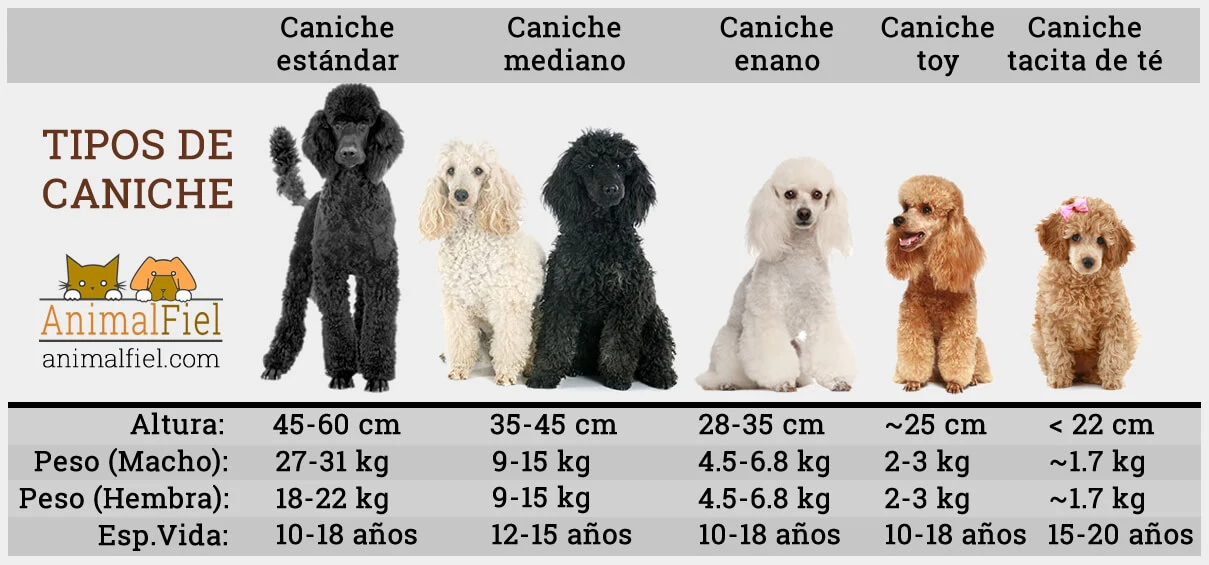 Caniche estándar
Caniche mediano
Caniche enano
Caniche toy
Caniche tacita de té
TIPOS DE
CANICHE
AnimalFiel
animalfiel.com
Altura: 45-60 cm 35-45 cm 28-35 cm ~25 cm < 22 cm
Peso (Macho): 27-31 kg 9-15 kg 4.5-6.8 kg 2-3 kg ~1.7 kg
Peso (Hembra): 18-22 kg 9-15 kg 4.5-6.8 kg 2-3 kg ~1.7 kg
Esp.Vida: 10-18 años 12-15 años 10-18 años 10-18 años 15-20 años